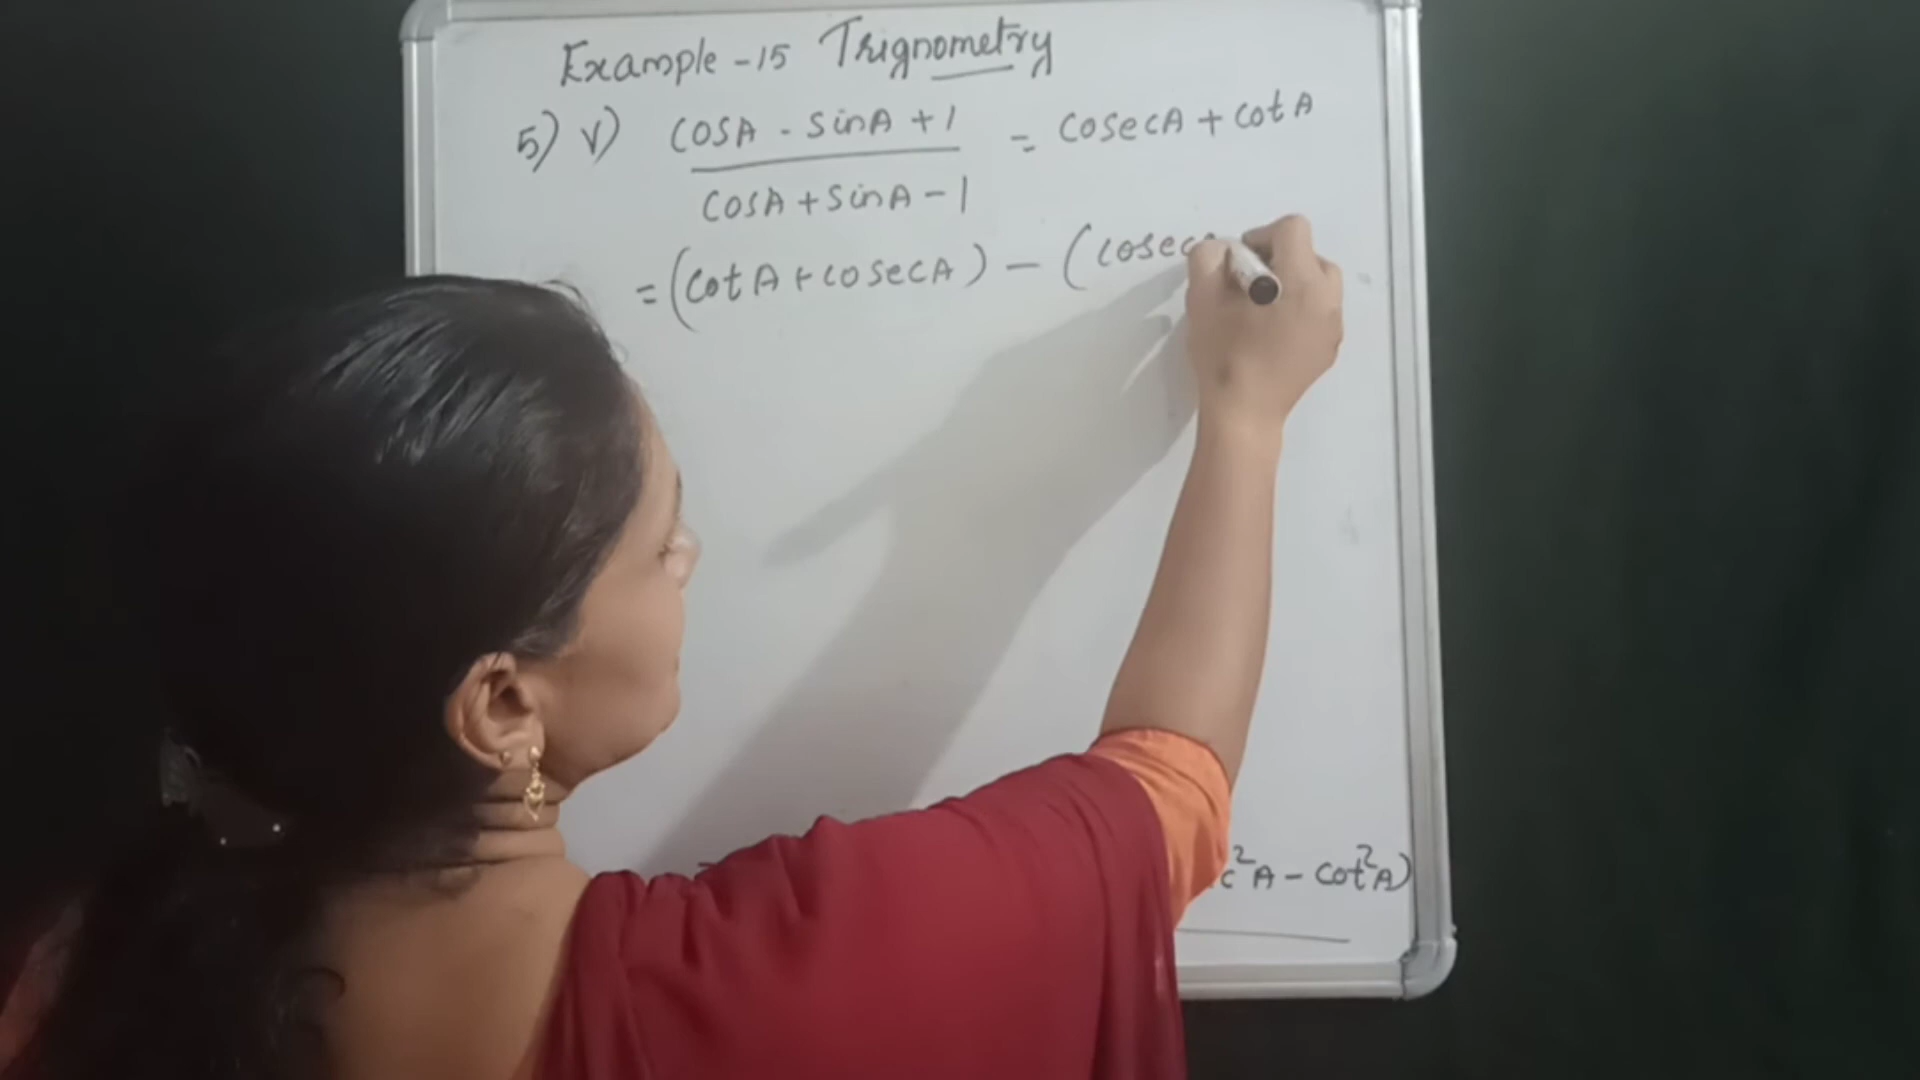 Example - 15 Trignometry
5) v) cosA - sinA + 1 = cosecA + cotA
cosA + sinA - 1
= (cotA + cosecA) - (cosec
c²A - cot²A)